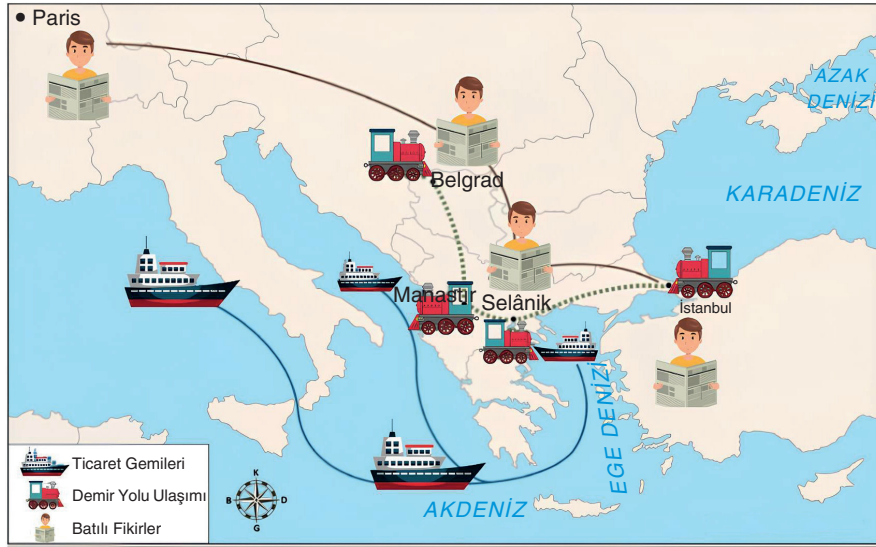 Paris
AZAK
DENİZİ
Belgrad
KARADENİZ
Manastır
Selânik
İstanbul
EGE DENİZİ
AKDENİZ
Ticaret Gemileri
Demir Yolu Ulaşımı
Batılı Fikirler
K
B
D
G